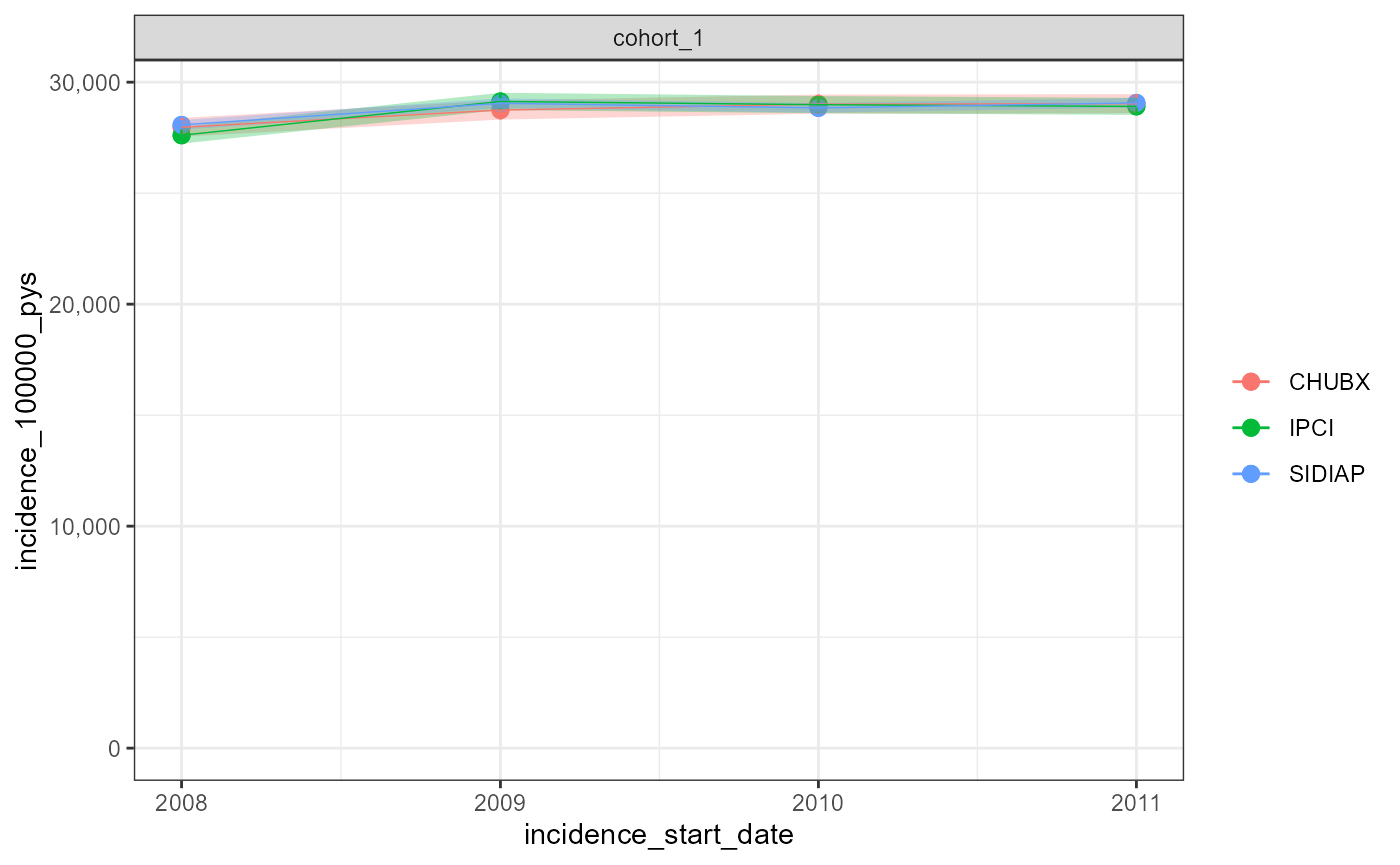 cohort_1
30,000
20,000
10,000
0
incidence_100000_pys
2008 2009 2010 2011
incidence_start_date
CHUBX
IPCI
SIDIAP